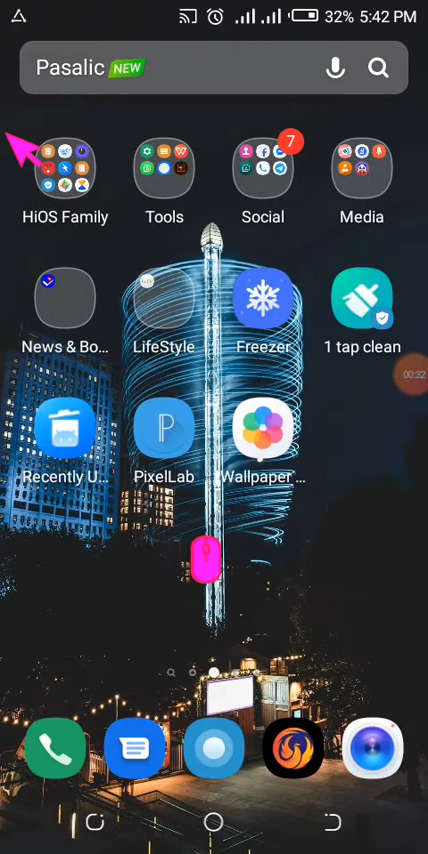 32% 5:42 PM
Pasalic NEW
7
HiOS Family Tools Social Media
News & Bo... LifeStyle Freezer 1 tap clean
00:32
Recently U... PixelLab Wallpaper ...